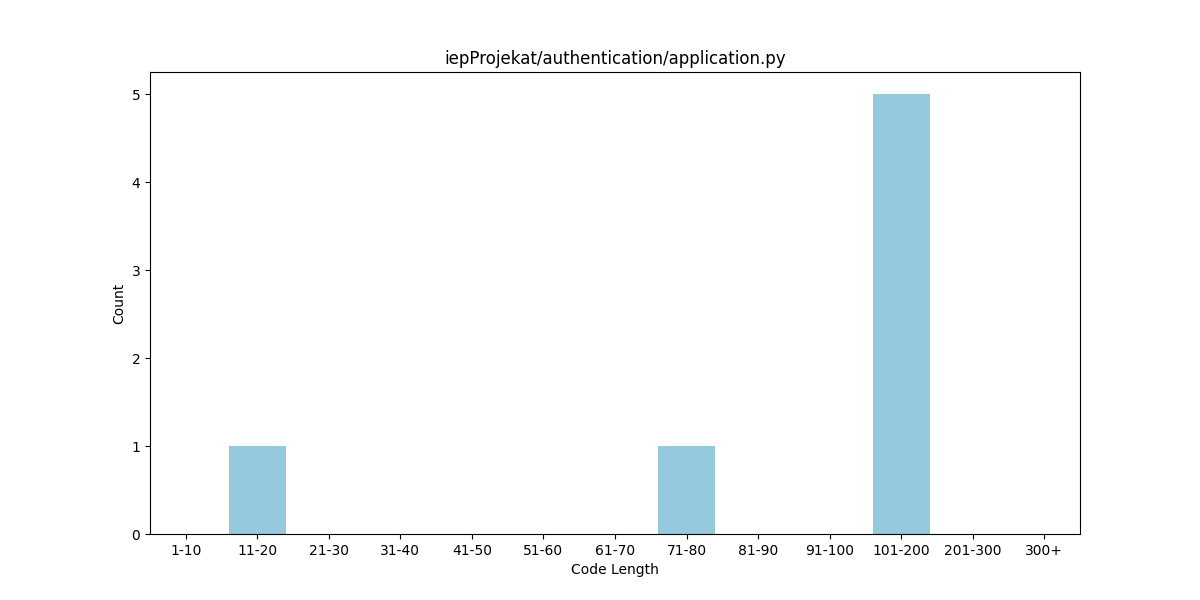 iepProjekat/authentication/application.py
Count
5
4
3
2
1
0
1-10 11-20 21-30 31-40 41-50 51-60 61-70 71-80 81-90 91-100 101-200 201-300 300+
Code Length